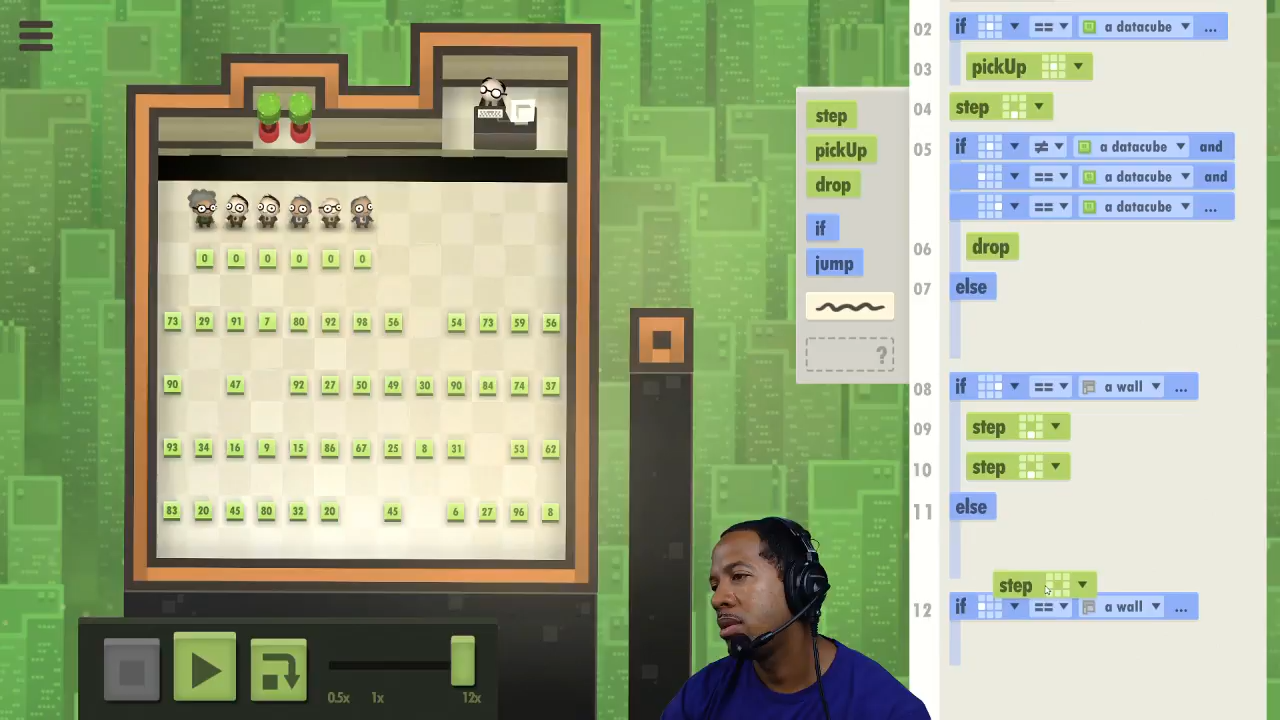 02 if == a datacube ...
03 pickUp
04 step
05 if ≠ a datacube and
== a datacube and
== a datacube ...
06 drop
07 else
08 if == a wall ...
09 step
10 step
11 else
step
12 if == a wall ...
step
pickUp
drop
if
jump
?
0 0 0 0 0 0
73 29 91 7 80 92 98 56 54 73 59 56
90 47 92 27 50 49 30 90 84 74 37
93 34 16 9 15 86 67 25 8 31 53 62
83 20 45 80 32 20 45 6 27 96 8
0.5x 1x 12x